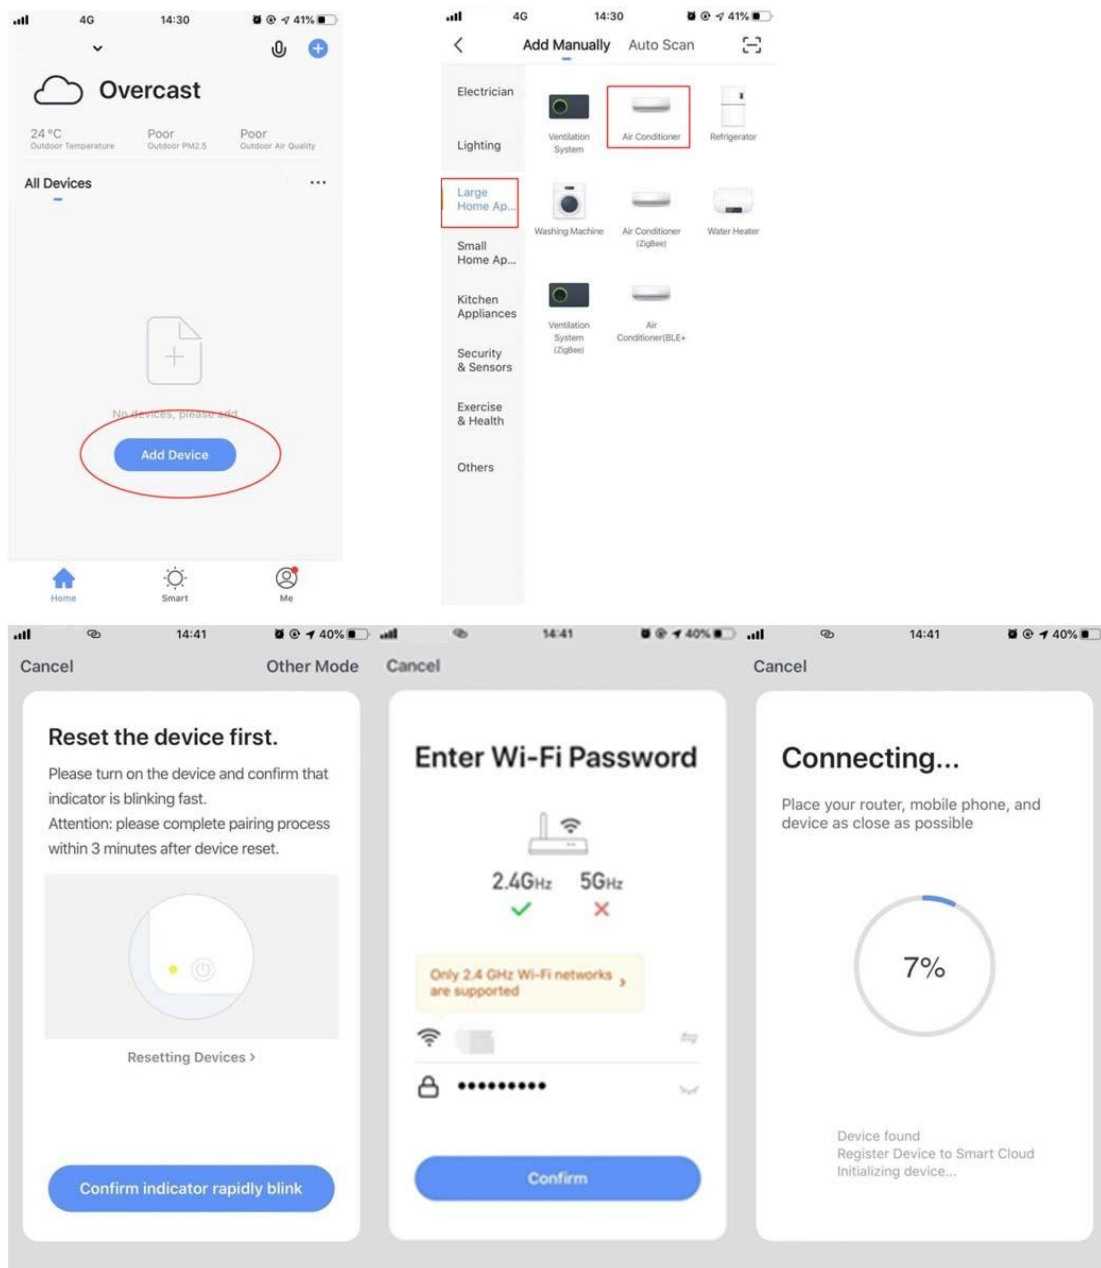 4G 14:30 41%
Overcast
24 °C Poor Poor
Outdoor Temperature Outdoor PM2.5 Outdoor Air Quality
All Devices ...
No devices, please add
Add Device
Home Smart Me
4G 14:30 41%
Add Manually Auto Scan
Electrician
Lighting
Large
Home Ap...
Small
Home Ap...
Kitchen
Appliances
Security
& Sensors
Exercise
& Health
Others
Ventilation
System
Air Conditioner
Refrigerator
Washing Machine
Air Conditioner
(ZigBee)
Water Heater
Ventilation
System
(ZigBee)
Air
Conditioner(BLE+
14:41 40%
Cancel Other Mode
Reset the device first.
Please turn on the device and confirm that
indicator is blinking fast.
Attention: please complete pairing process
within 3 minutes after device reset.
Resetting Devices >
Confirm indicator rapidly blink
14:41 40%
Cancel
Enter Wi-Fi Password
2.4GHz 5GHz
Only 2.4 GHz Wi-Fi networks >
are supported
•••••••••
Confirm
14:41 40%
Cancel
Connecting...
Place your router, mobile phone, and
device as close as possible
7%
Device found
Register Device to Smart Cloud
Initializing device...